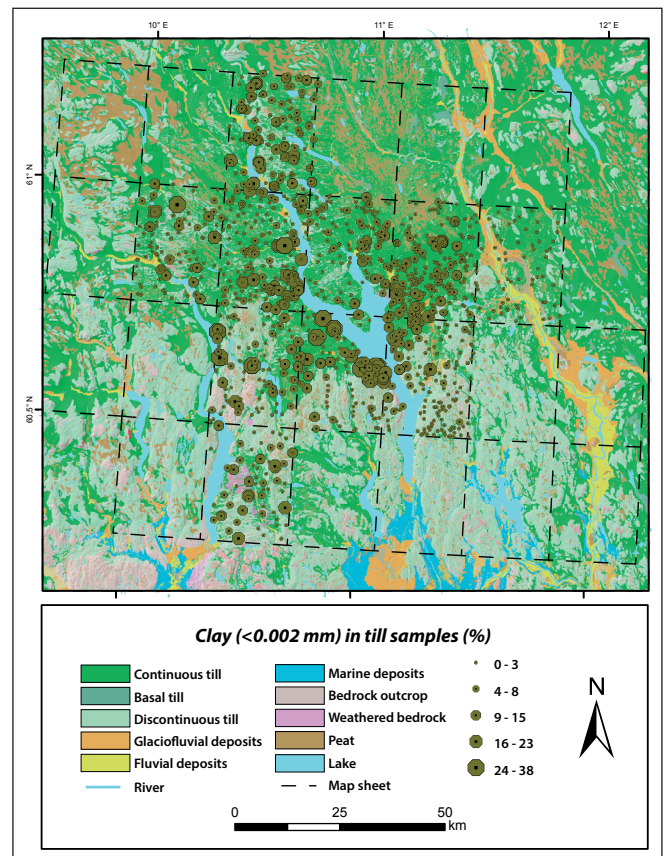 10° E 11° E 12° E
61° N
60.5° N
Clay (<0.002 mm) in till samples (%)
Continuous till
Basal till
Discontinuous till
Glaciofluvial deposits
Fluvial deposits
River
Marine deposits
Bedrock outcrop
Weathered bedrock
Peat
Lake
Map sheet
0 - 3
4 - 8
9 - 15
16 - 23
24 - 38
N
0 25 50
km